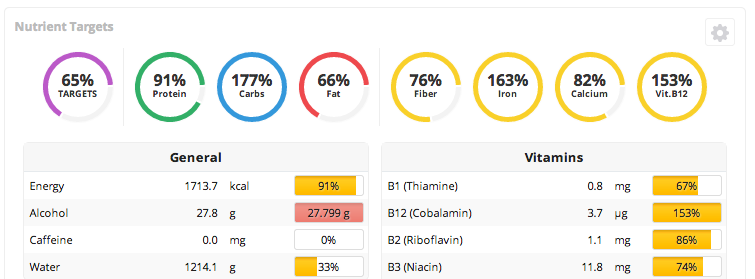 Nutrient Targets
65% 91% 177% 66% 76% 163% 82% 153%
TARGETS Protein Carbs Fat Fiber Iron Calcium Vit.B12
General
Energy 1713.7 kcal 91%
Alcohol 27.8 g 27.799 g
Caffeine 0.0 mg 0%
Water 1214.1 g 33%
Vitamins
B1 (Thiamine) 0.8 mg 67%
B12 (Cobalamin) 3.7 µg 153%
B2 (Riboflavin) 1.1 mg 86%
B3 (Niacin) 11.8 mg 74%